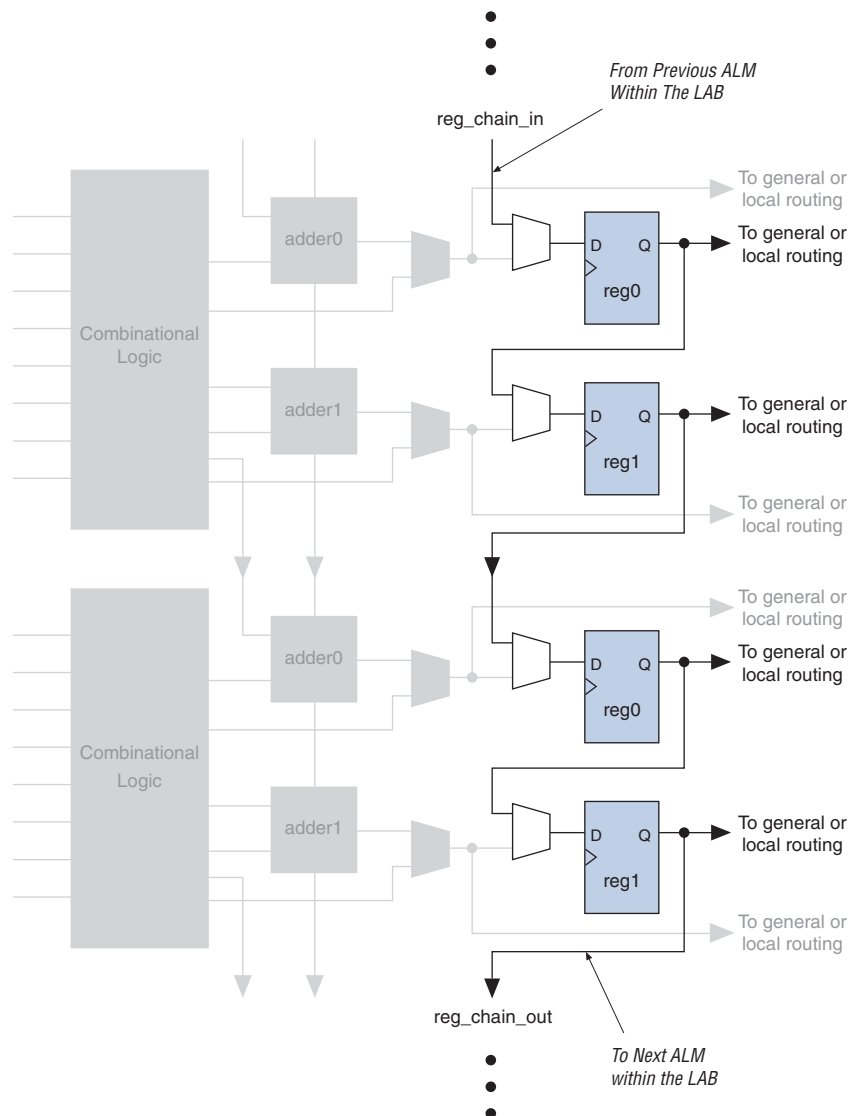 From Previous ALM
Within The LAB
reg_chain_in
To general or
local routing
adder0
D Q
reg0
To general or
local routing
Combinational
Logic
adder1
D Q
reg1
To general or
local routing
To general or
local routing
To general or
local routing
adder0
D Q
reg0
To general or
local routing
Combinational
Logic
adder1
D Q
reg1
To general or
local routing
To general or
local routing
reg_chain_out
To Next ALM
within the LAB